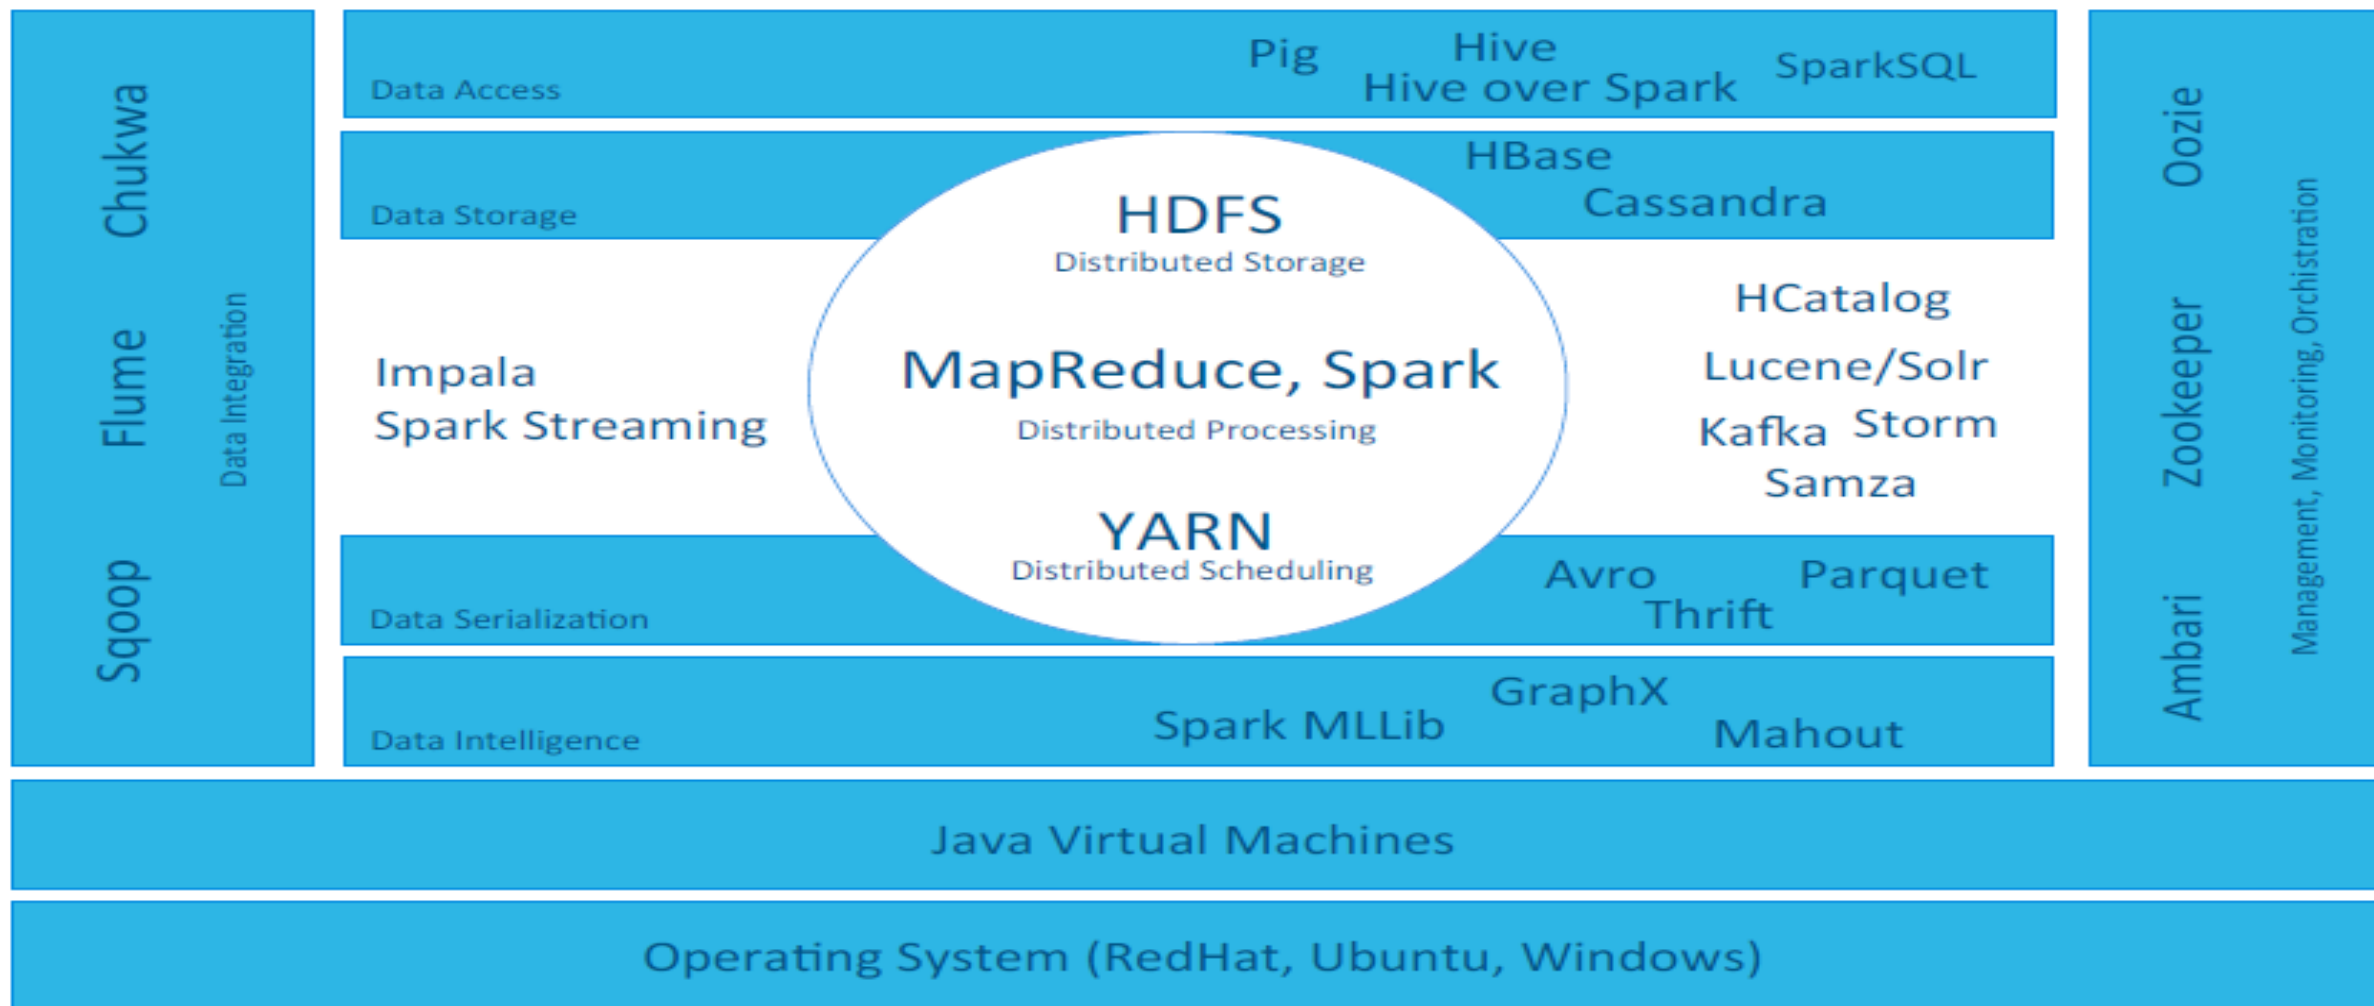 Chukwa
Flume
Sqoop
Data Integration
Pig
Hive
Hive over Spark
SparkSQL
Data Access
HBase
Cassandra
Data Storage
HDFS
Distributed Storage
MapReduce, Spark
Distributed Processing
YARN
Distributed Scheduling
Impala
Spark Streaming
HCatalog
Lucene/Solr
Kafka Storm
Samza
Avro
Parquet
Thrift
Data Serialization
GraphX
Spark MLLib
Mahout
Data Intelligence
Oozie
Zookeeper
Ambari
Management, Monitoring, Orchistration
Java Virtual Machines
Operating System (RedHat, Ubuntu, Windows)